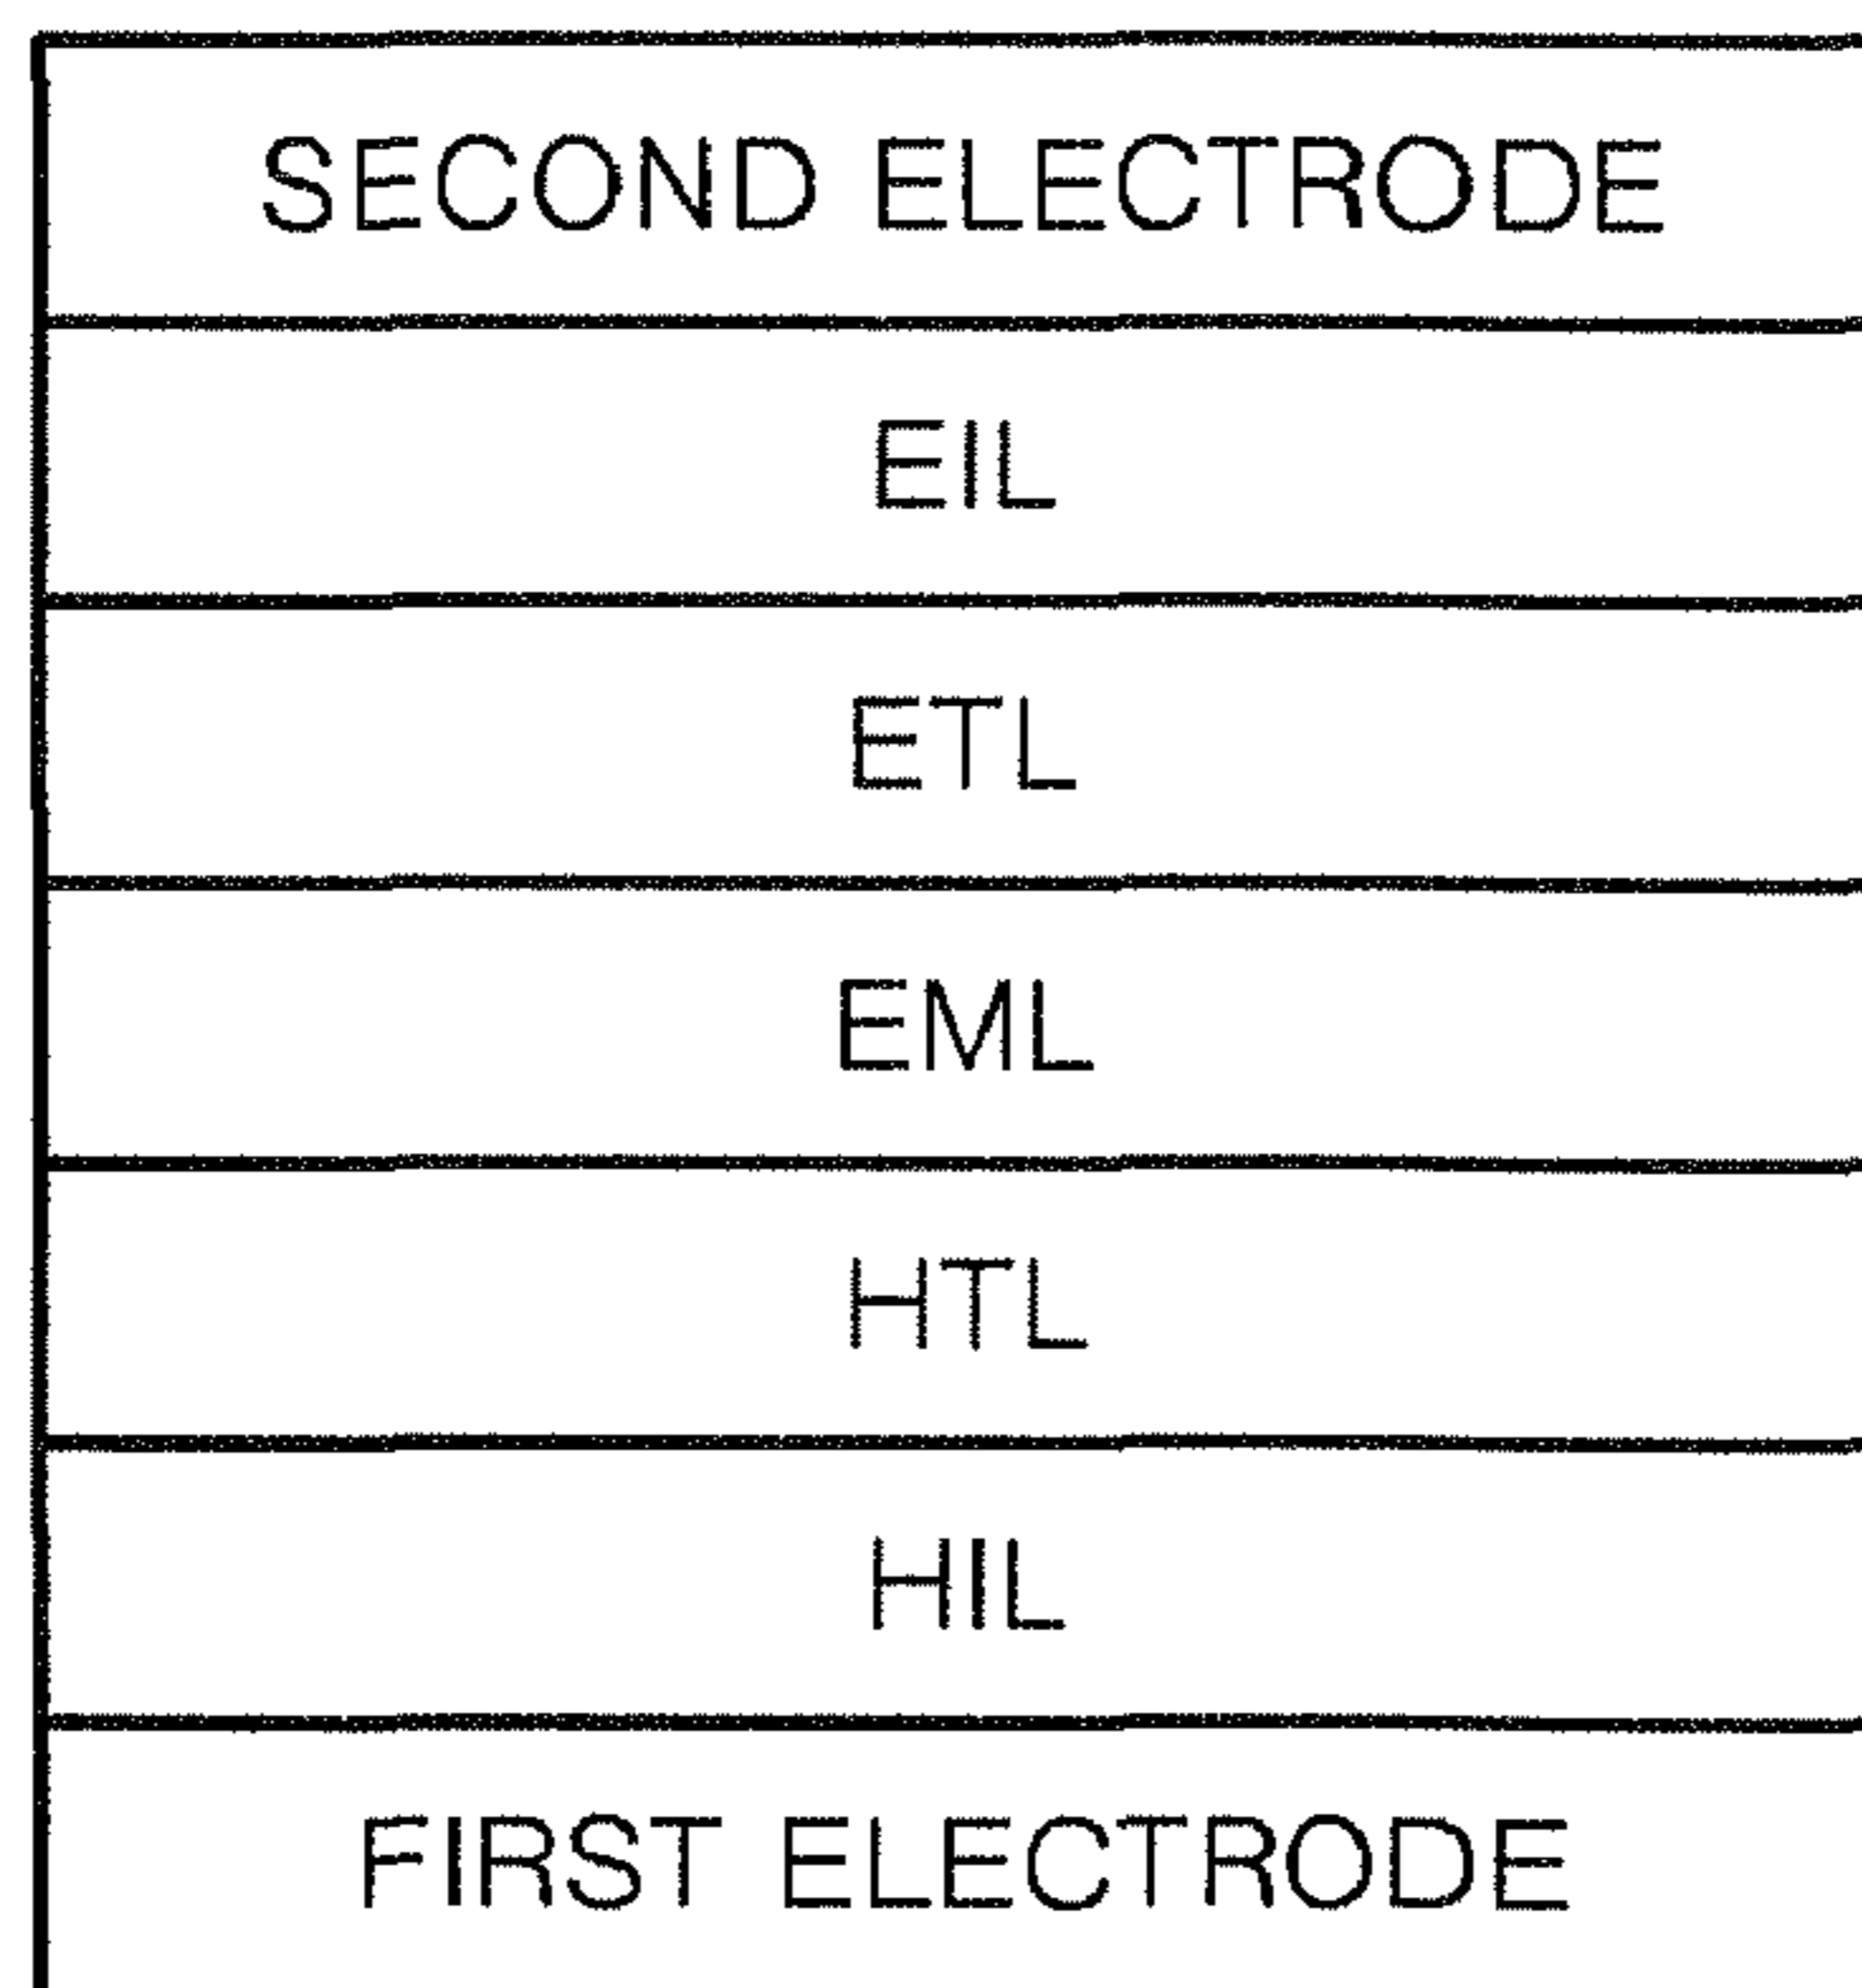 SECOND ELECTRODE
EIL
ETL
EML
HTL
HIL
FIRST ELECTRODE